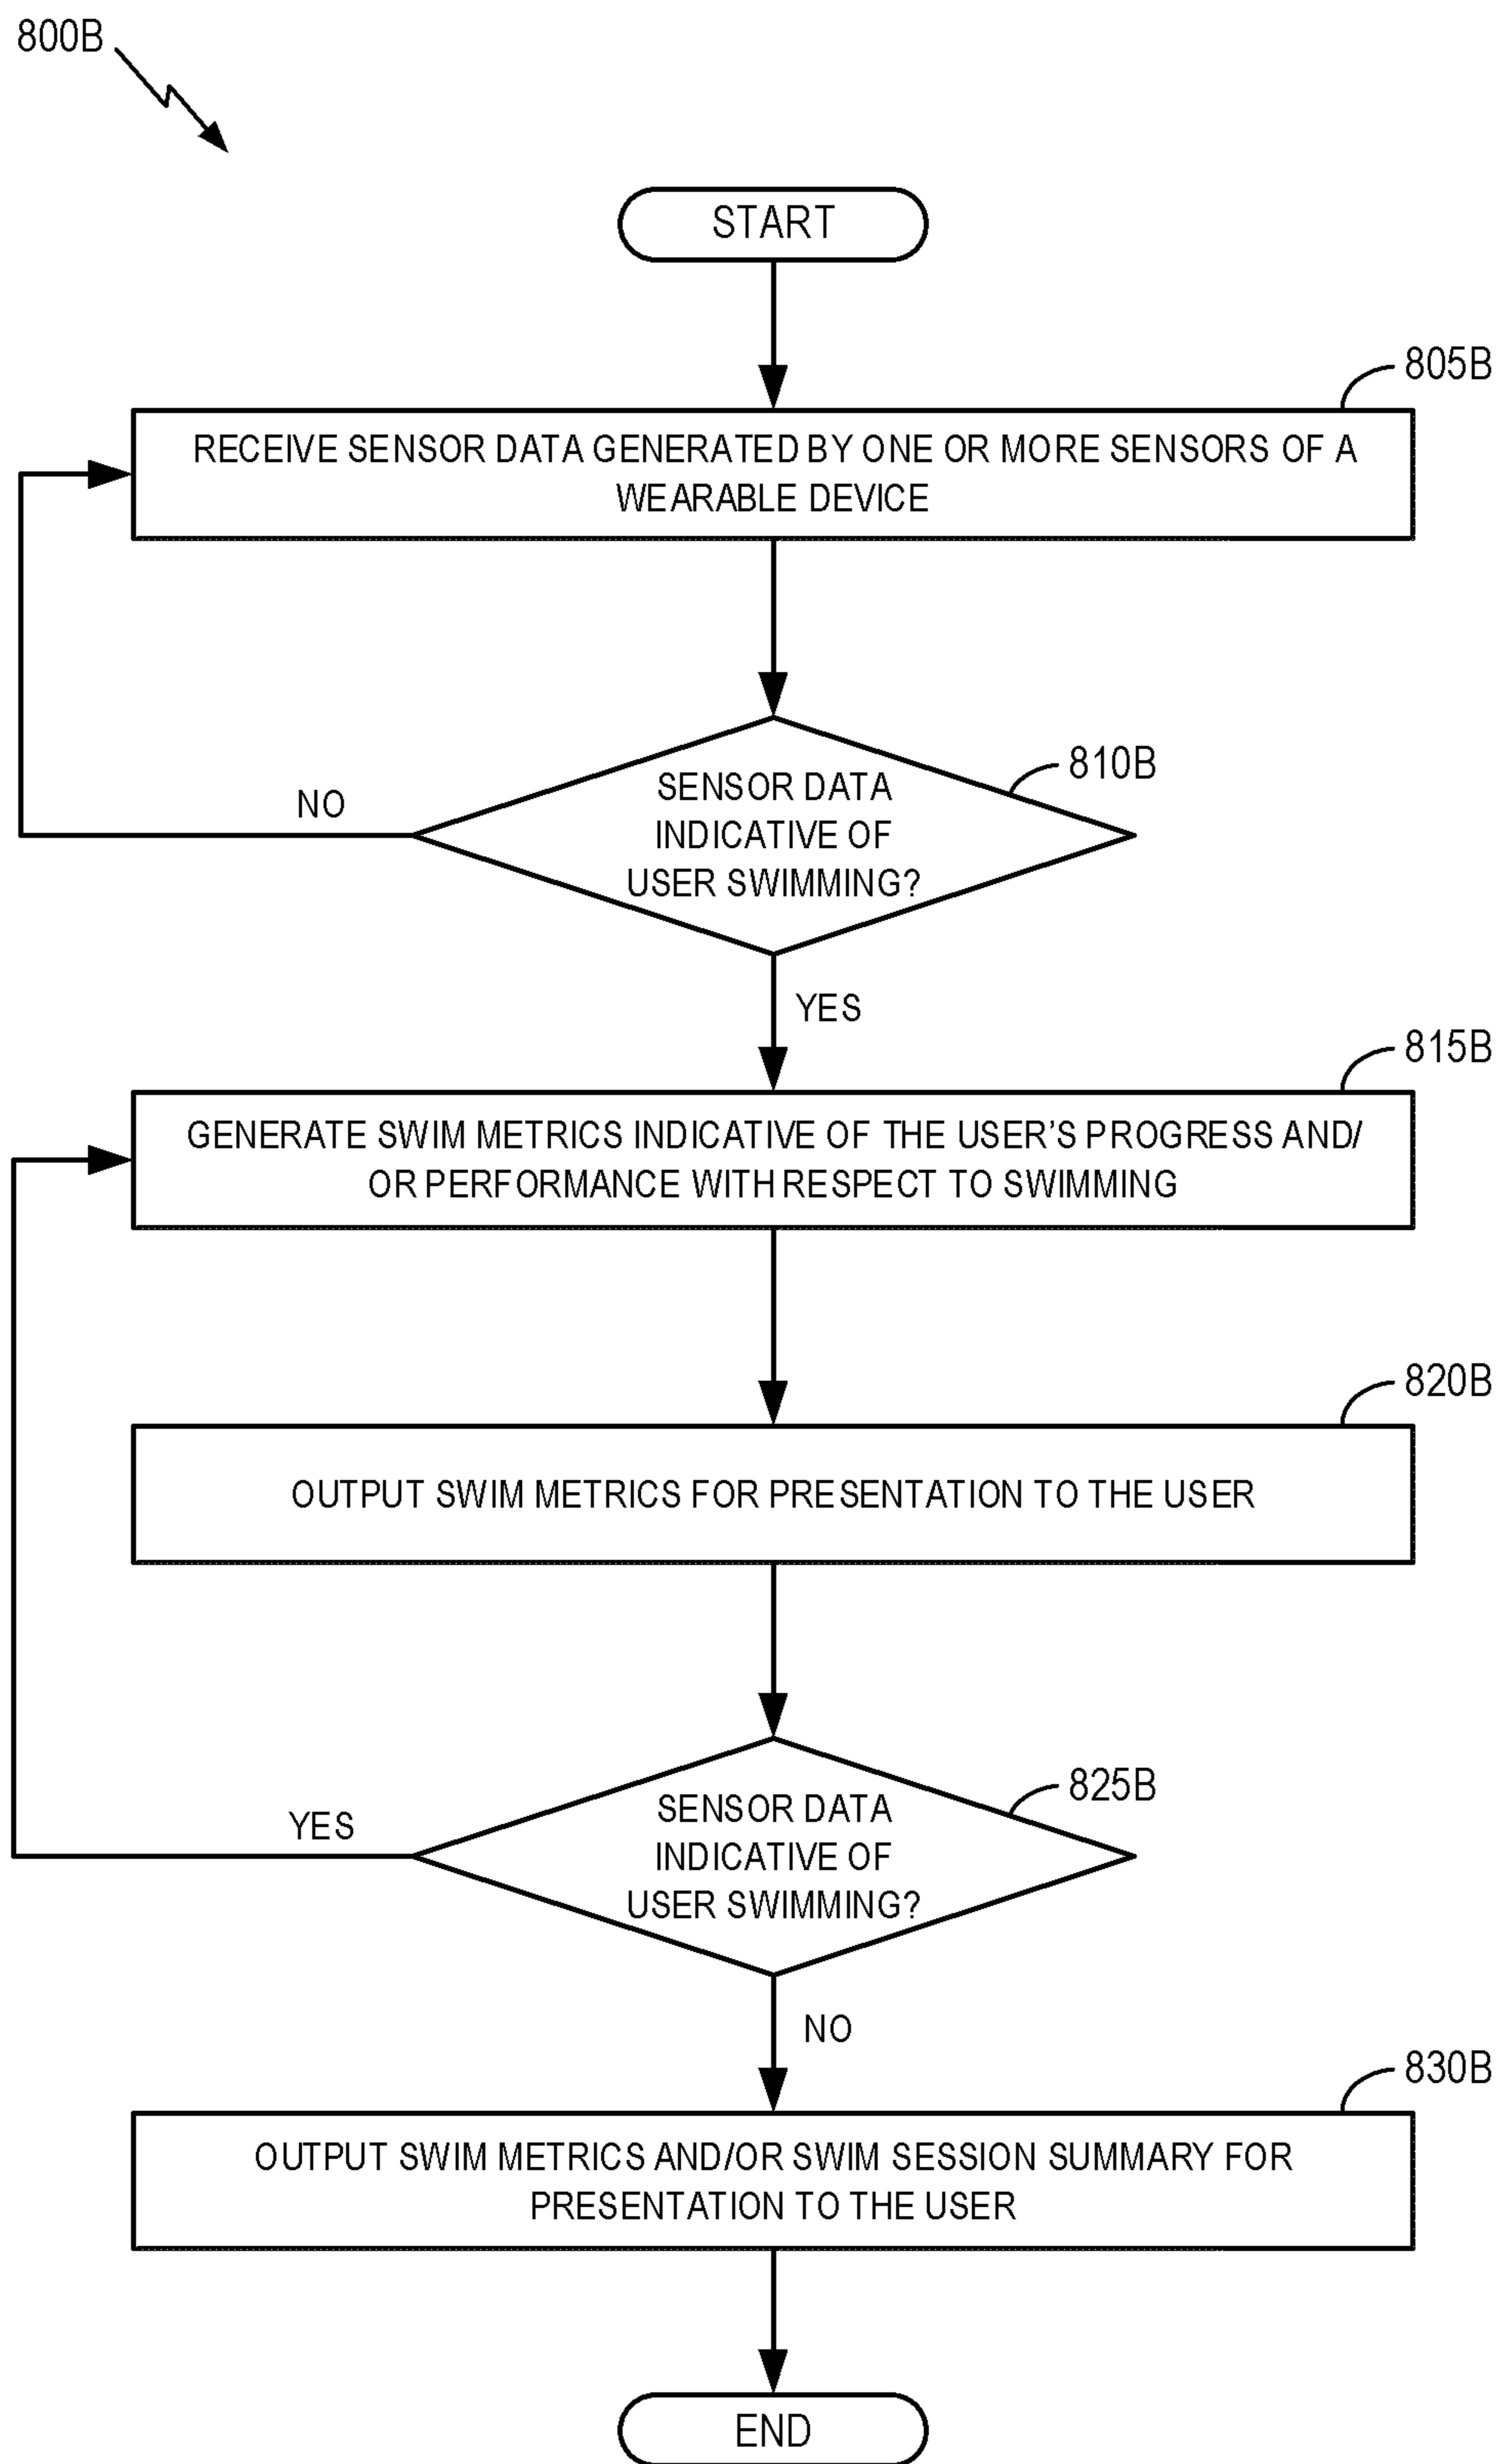 800B
START
805B
RECEIVE SENSOR DATA GENERATED BY ONE OR MORE SENSORS OF A
WEARABLE DEVICE
810B
SENSOR DATA
INDICATIVE OF
USER SWIMMING?
NO
YES
815B
GENERATE SWIM METRICS INDICATIVE OF THE USER'S PROGRESS AND/
OR PERFORMANCE WITH RESPECT TO SWIMMING
820B
OUTPUT SWIM METRICS FOR PRESENTATION TO THE USER
825B
SENSOR DATA
INDICATIVE OF
USER SWIMMING?
YES
NO
830B
OUTPUT SWIM METRICS AND/OR SWIM SESSION SUMMARY FOR
PRESENTATION TO THE USER
END